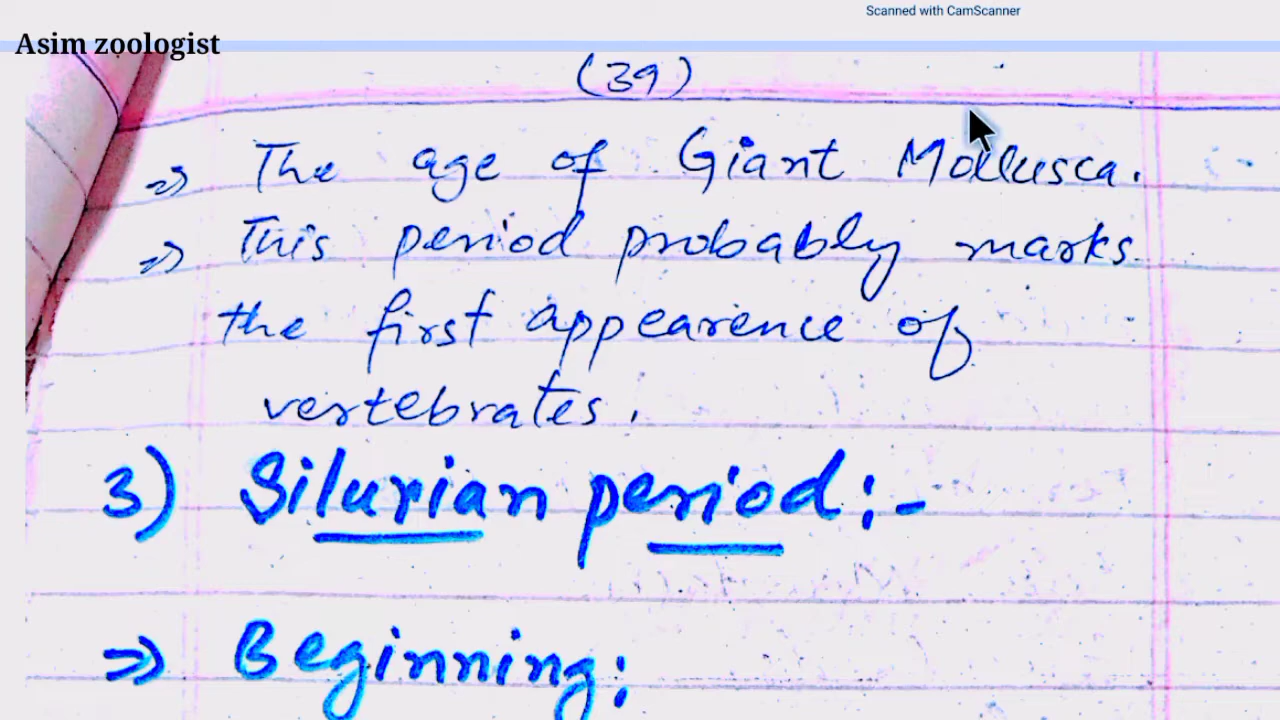 Scanned with CamScanner
Asim zoologist
(39)
⇒ The age of Giant Mollusca.
⇒ This period probably marks
the first appearence of
vertebrates.
3) Silurian period:-
⇒ Beginning: